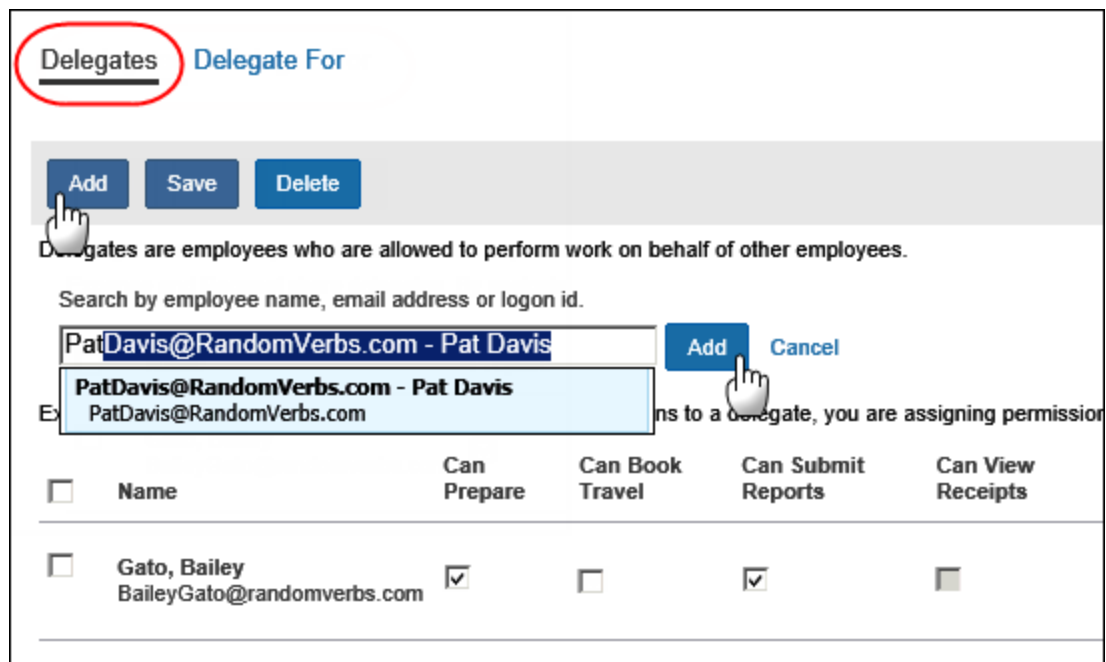 Delegates Delegate For
Add Save Delete
Delegates are employees who are allowed to perform work on behalf of other employees.
Search by employee name, email address or logon id.
PatDavis@RandomVerbs.com - Pat Davis Add Cancel
PatDavis@RandomVerbs.com - Pat Davis
PatDavis@RandomVerbs.com
to a delegate, you are assigning
Name Can Prepare Can Book Travel Can Submit Reports Can View Receipts
Gato, Bailey
BaileyGato@randomverbs.com